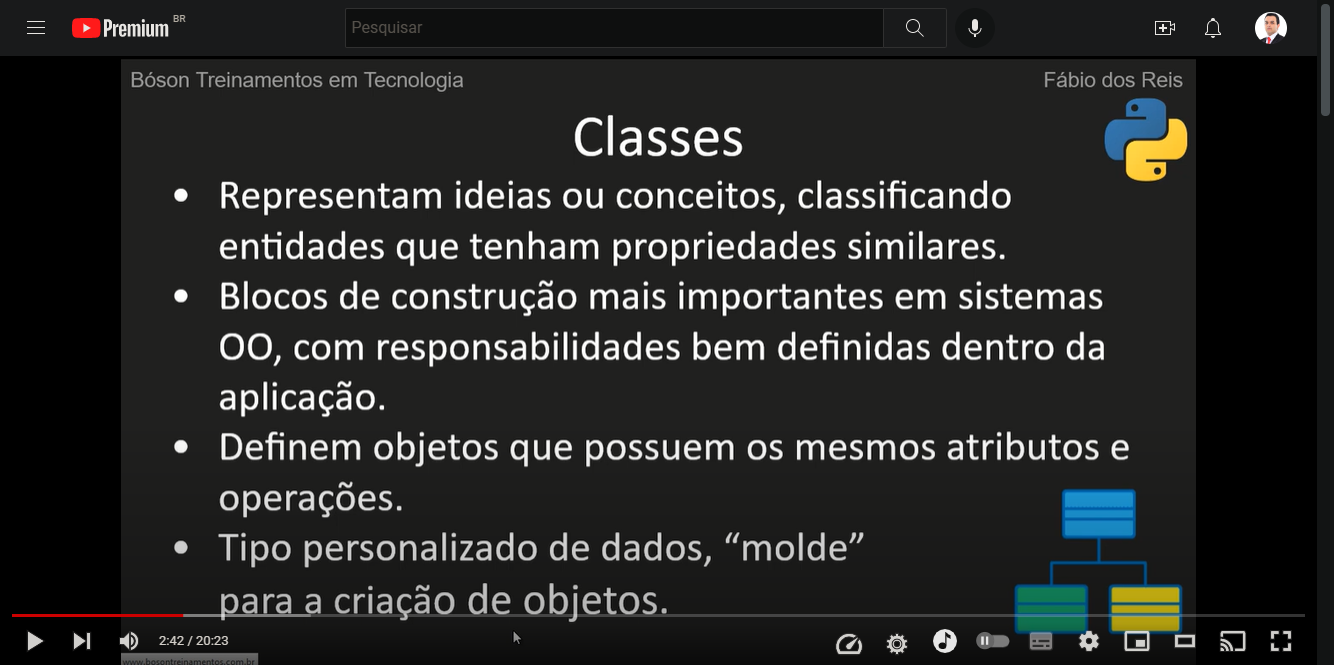 Premium BR
Pesquisar
Bóson Treinamentos em Tecnologia
Fábio dos Reis
Classes
• Representam ideias ou conceitos, classificando
entidades que tenham propriedades similares.
• Blocos de construção mais importantes em sistemas
OO, com responsabilidades bem definidas dentro da
aplicação.
• Definem objetos que possuem os mesmos atributos e
operações.
• Tipo personalizado de dados, “molde”
para a criação de objetos.
2:42 / 20:23
www.bosontreinamentos.com.br